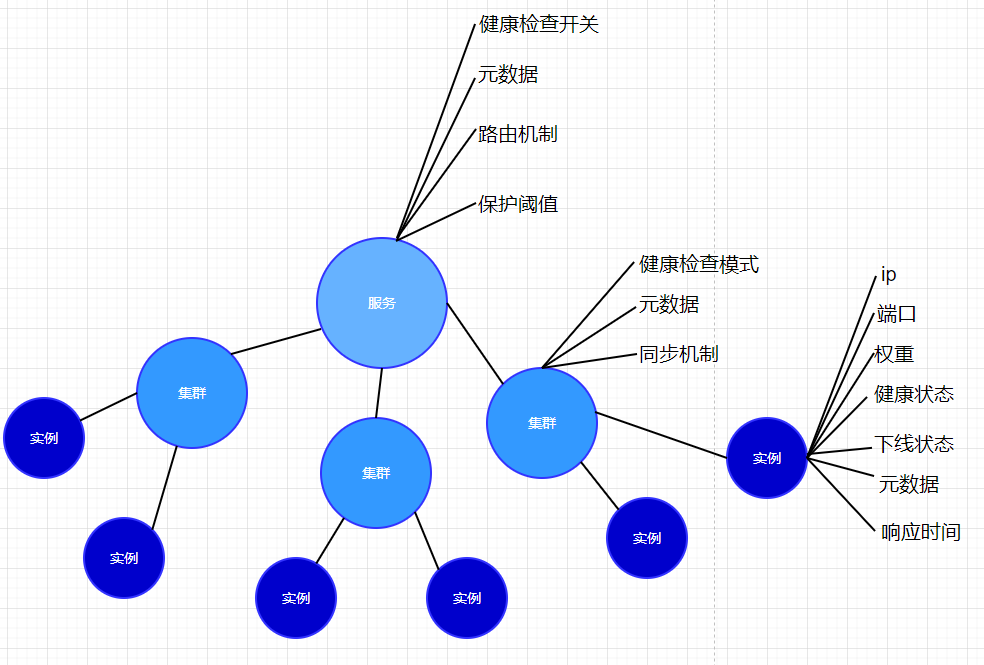 健康检查开关
元数据
路由机制
保护阈值
服务
健康检查模式
元数据
同步机制
ip
端口
权重
健康状态
下线状态
元数据
响应时间
集群
集群
集群
实例
实例
实例
实例
实例
实例